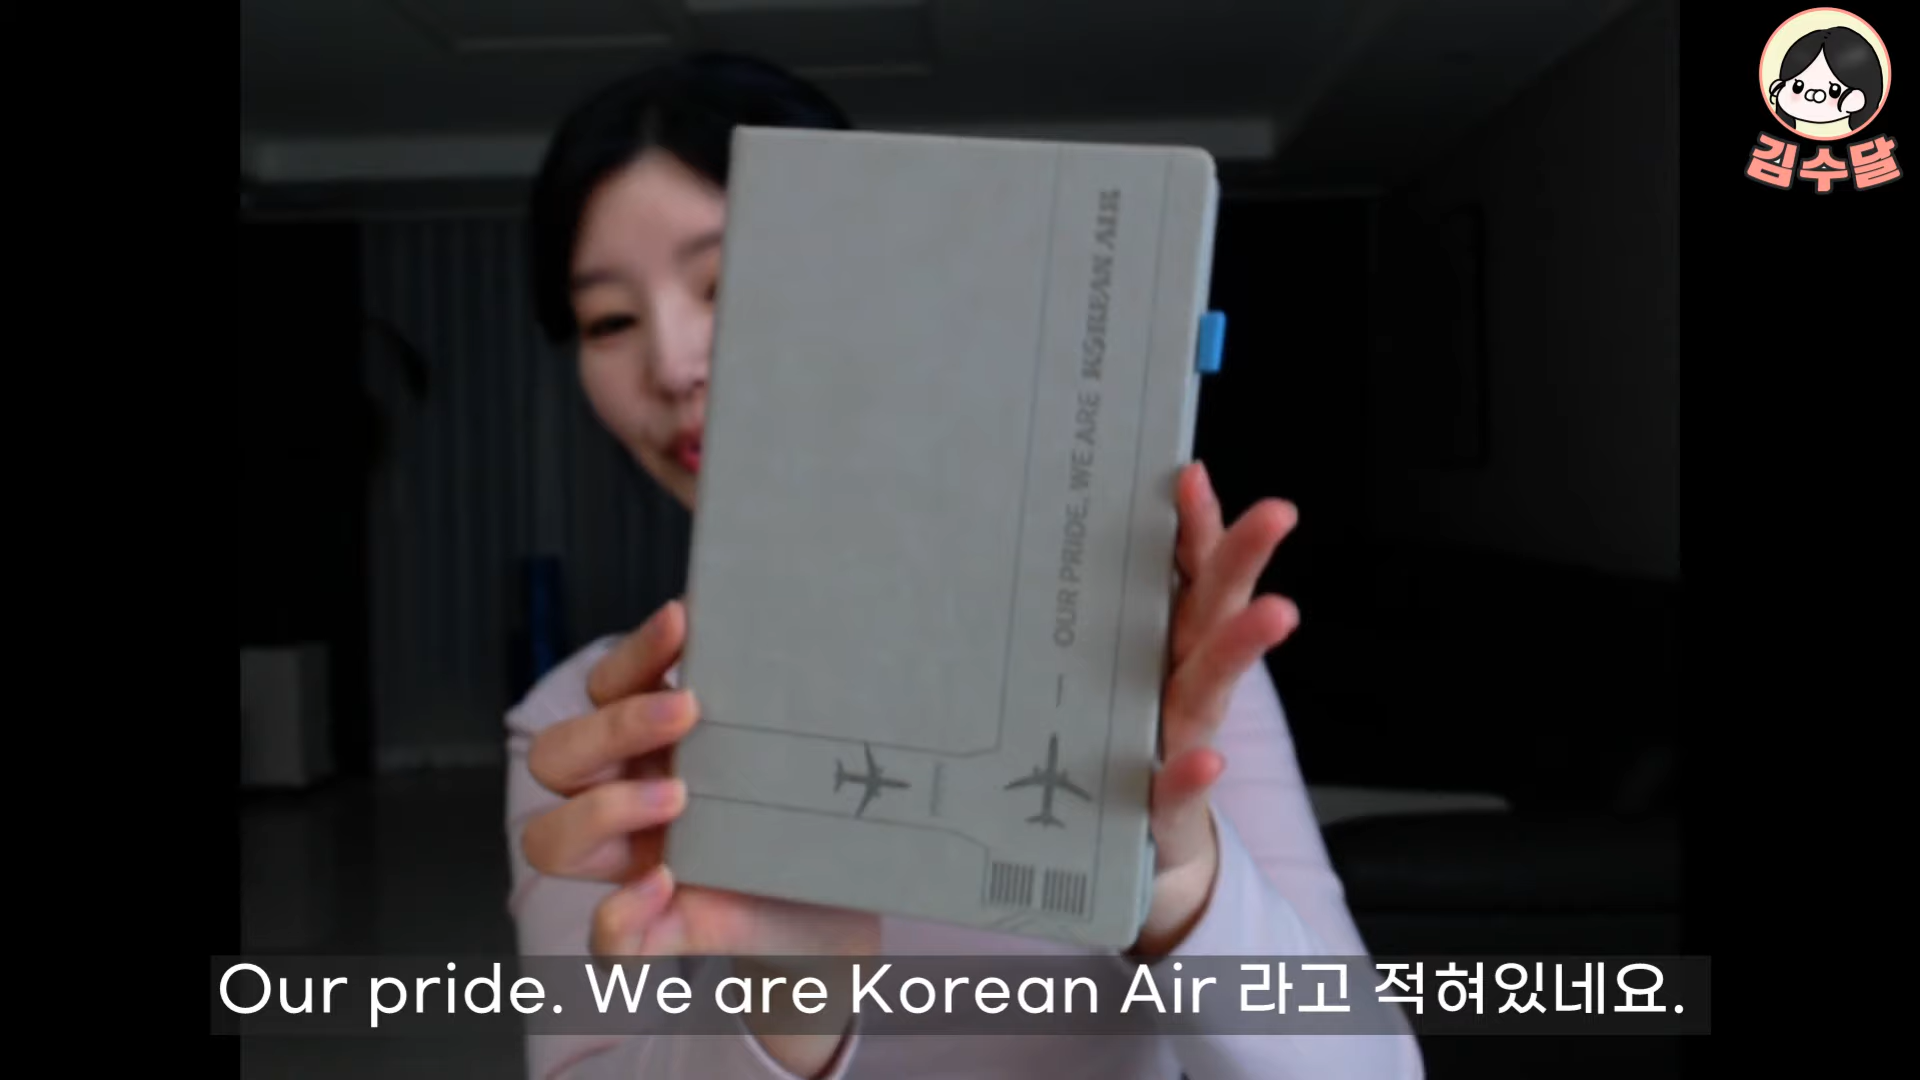 김수달
OUR PRIDE, WE ARE KOREAN AIR
Our pride. We are Korean Air 라고 적혀있네요.